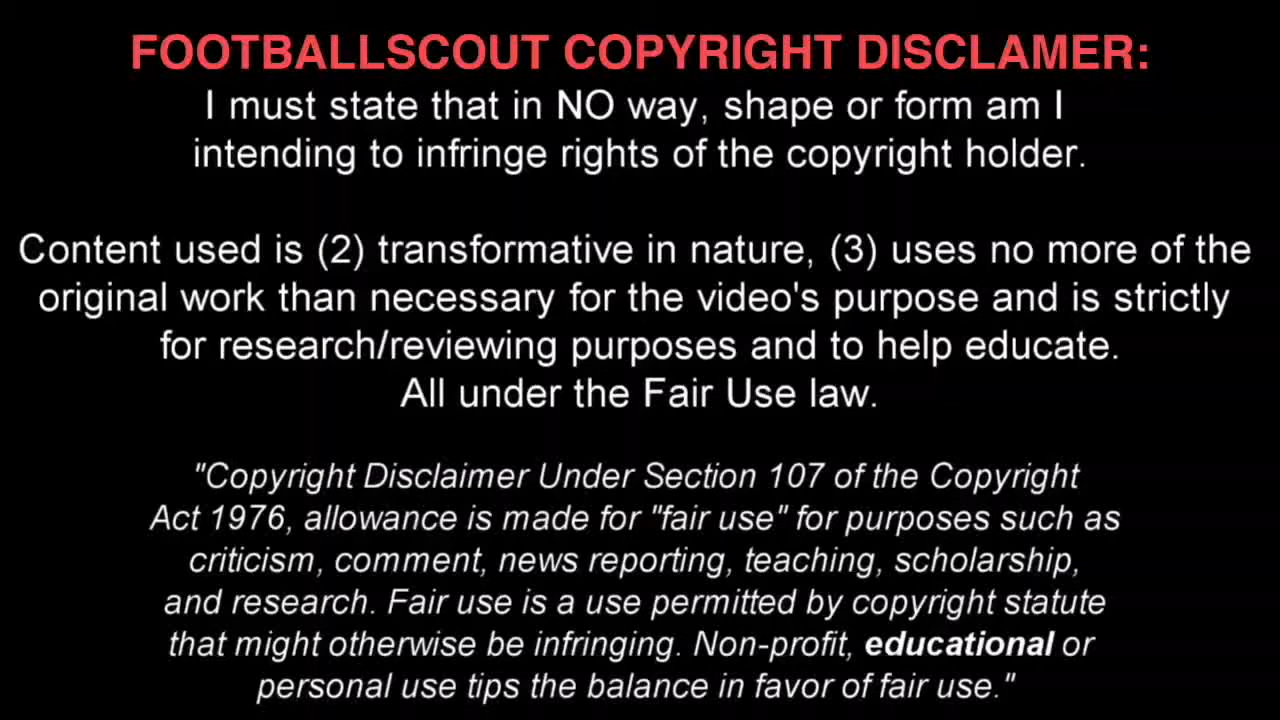 FOOTBALLSCOUT COPYRIGHT DISCLAMER:
I must state that in NO way, shape or form am I
intending to infringe rights of the copyright holder.
Content used is (2) transformative in nature, (3) uses no more of the
original work than necessary for the video's purpose and is strictly
for research/reviewing purposes and to help educate.
All under the Fair Use law.
"Copyright Disclaimer Under Section 107 of the Copyright
Act 1976, allowance is made for "fair use" for purposes such as
criticism, comment, news reporting, teaching, scholarship,
and research. Fair use is a use permitted by copyright statute
that might otherwise be infringing. Non-profit, educational or
personal use tips the balance in favor of fair use."